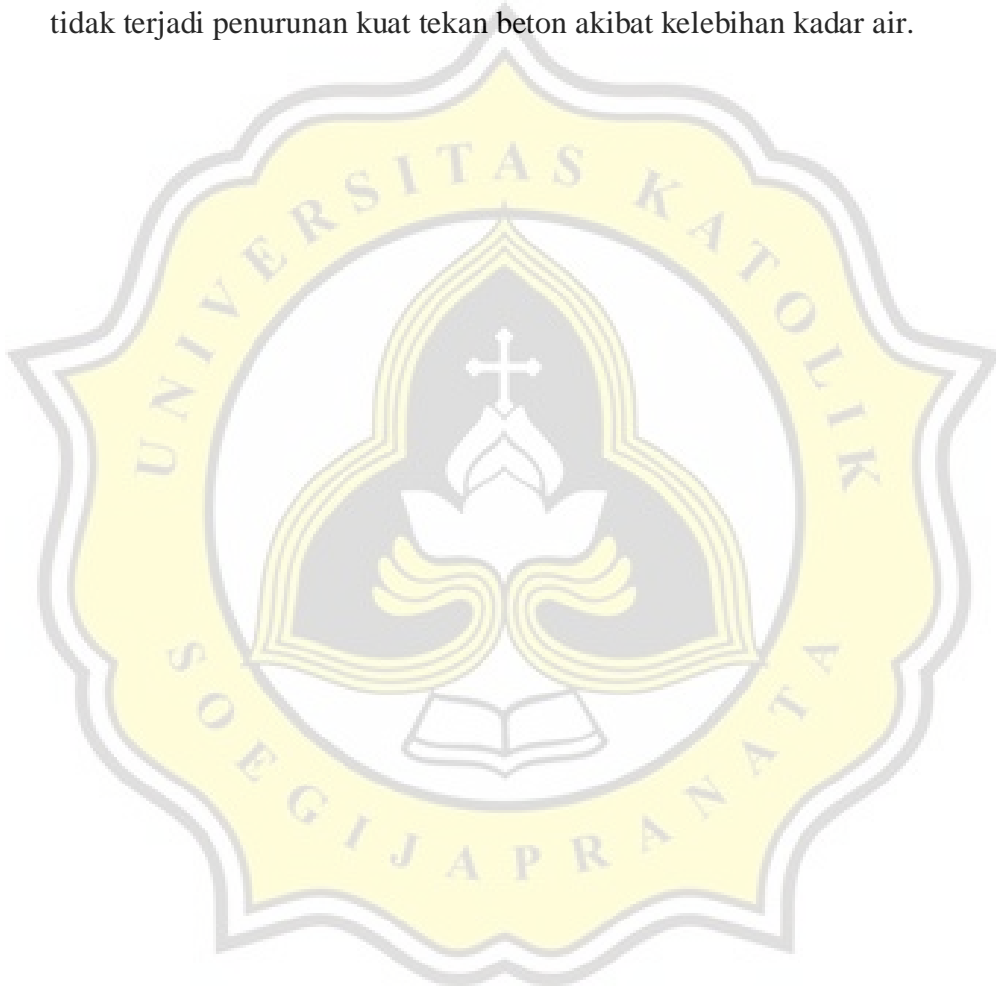 tidak terjadi penurunan kuat tekan beton akibat kelebihan kadar air.
UNIVERSITAS KATOLIK
SOEGIJAPRANATA